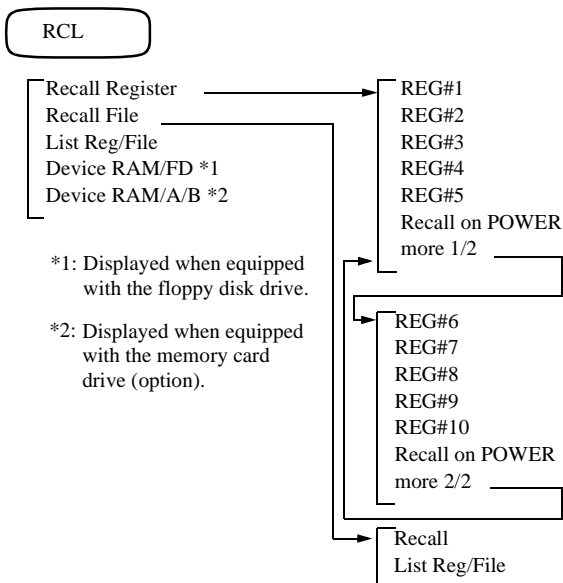 RCL
Recall Register
Recall File
List Reg/File
Device RAM/FD *1
Device RAM/A/B *2
*1: Displayed when equipped
with the floppy disk drive.
*2: Displayed when equipped
with the memory card
drive (option).
REG#1
REG#2
REG#3
REG#4
REG#5
Recall on POWER
more 1/2
REG#6
REG#7
REG#8
REG#9
REG#10
Recall on POWER
more 2/2
Recall
List Reg/File